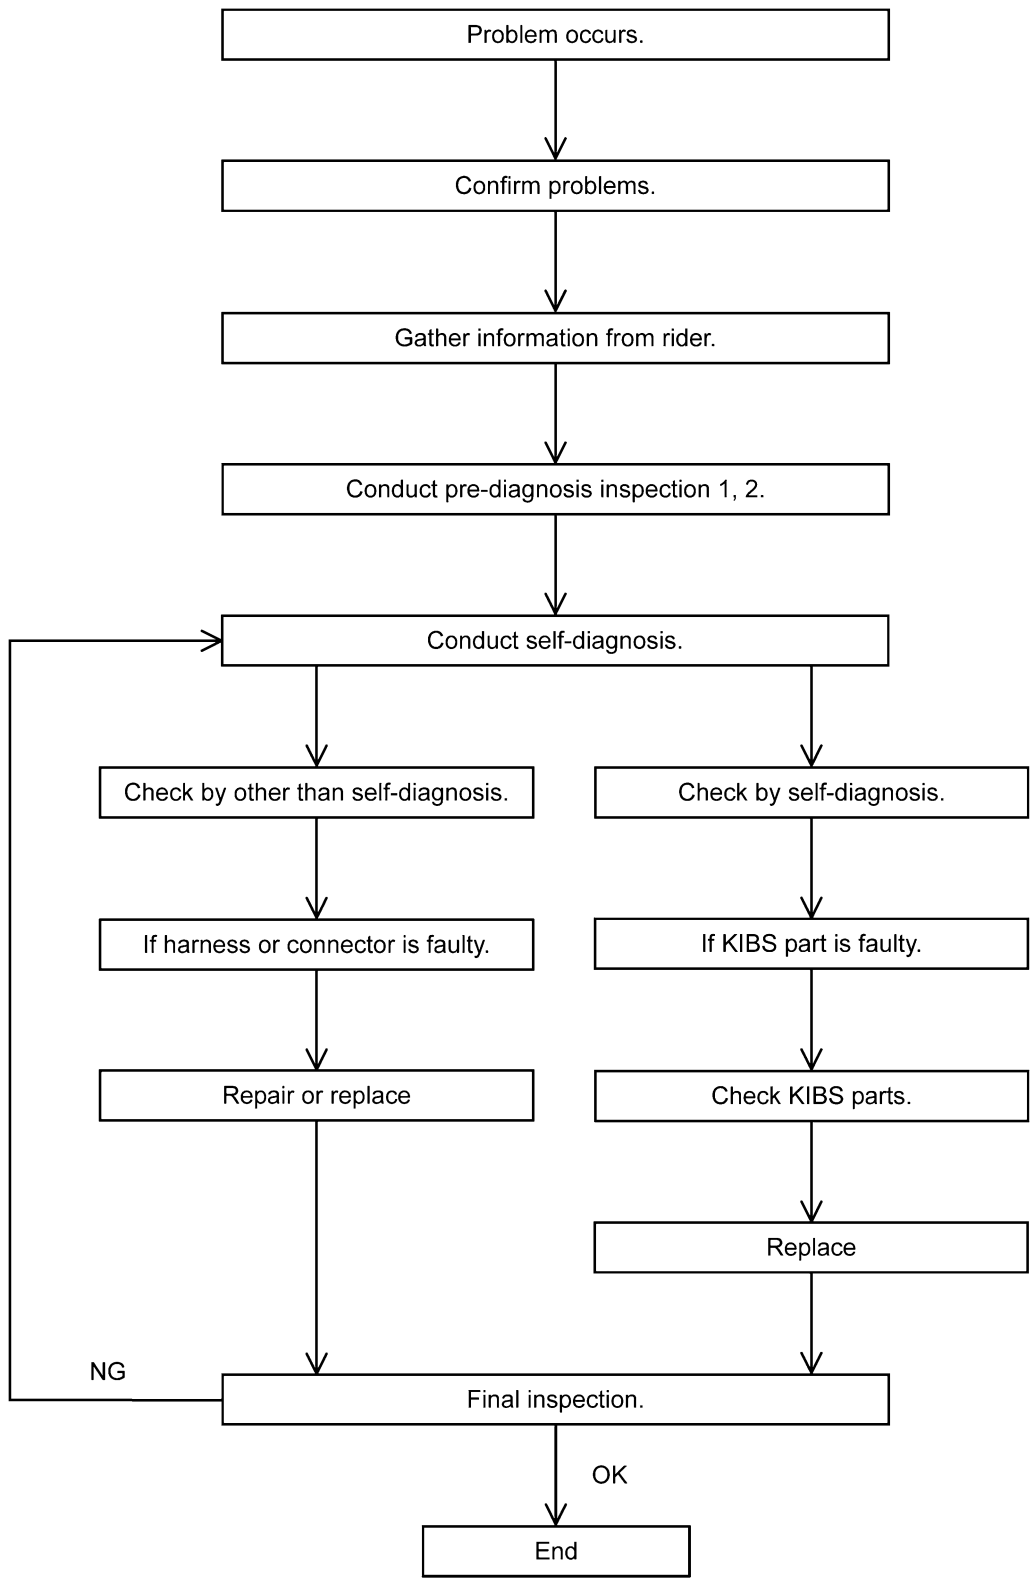 Problem occurs.
Confirm problems.
Gather information from rider.
Conduct pre-diagnosis inspection 1, 2.
Conduct self-diagnosis.
Check by other than self-diagnosis.
Check by self-diagnosis.
If harness or connector is faulty.
If KIBS part is faulty.
Repair or replace
Check KIBS parts.
Replace
NG
Final inspection.
OK
End